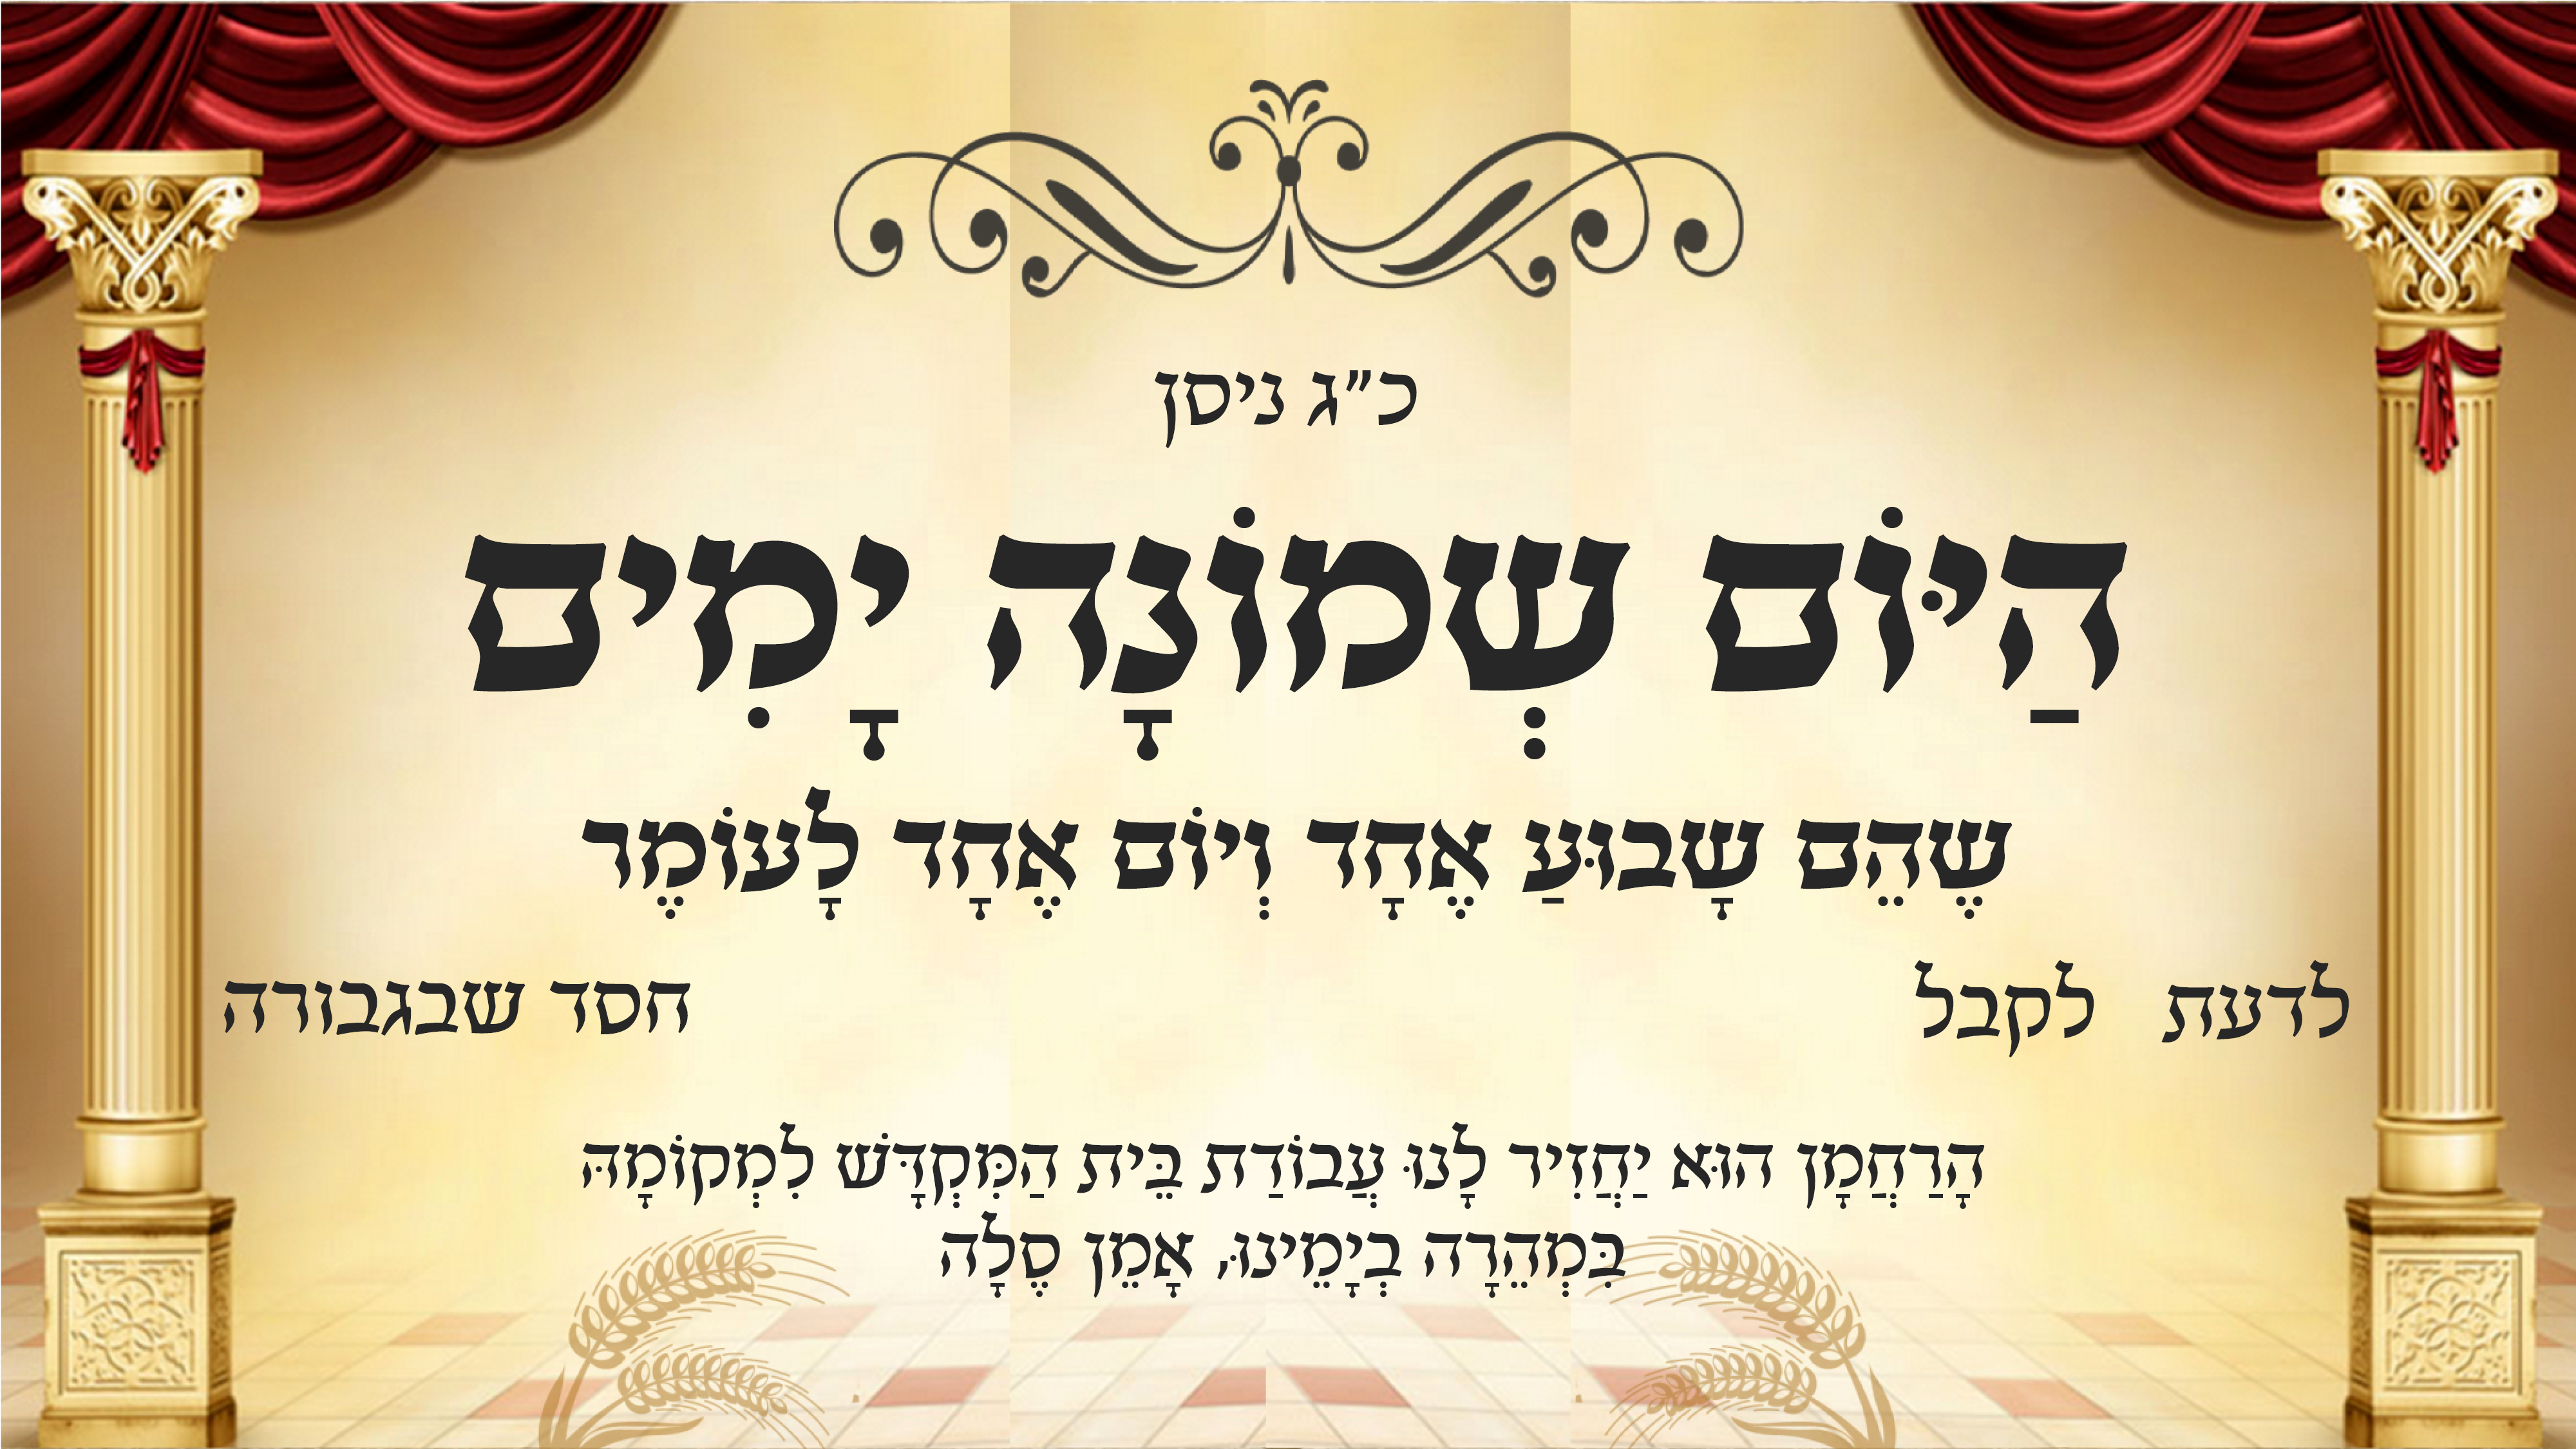 כ"ג ניסן
הַיּוֹם שְׁמוֹנָה יָמִים
שֶׁהֵם שָׁבוּעַ אֶחָד וְיוֹם אֶחָד לָעוֹמֶר
לדעת לקבל חסד שבגבורה
הָרַחֲמָן הוּא יַחֲזִיר לָנוּ עֲבוֹדַת בֵּית הַמִּקְדָּשׁ לִמְקוֹמָהּ
בִּמְהֵרָה בְיָמֵינוּ, אָמֵן סֶלָה